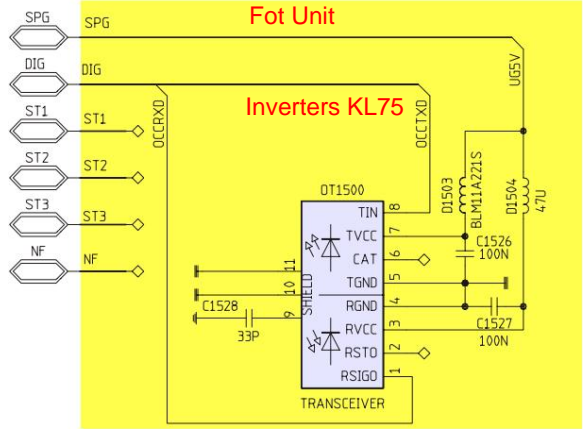 Fot Unit
SPG
SPG
DIG
DIG
UG5V
Inverters KL75
OCCRXD
OCCTXD
ST1
ST1
ST2
ST2
ST3
ST3
NF
NF
D1503
BLM11A221S
D1504
47U
OT1500
TIN
8
TVCC
7
CAT
6
TGND
5
RGND
4
RVCC
3
RSTO
2
RSIGO
1
SHIELD
11
10
9
C1526
100N
C1527
100N
C1528
33P
TRANSCEIVER